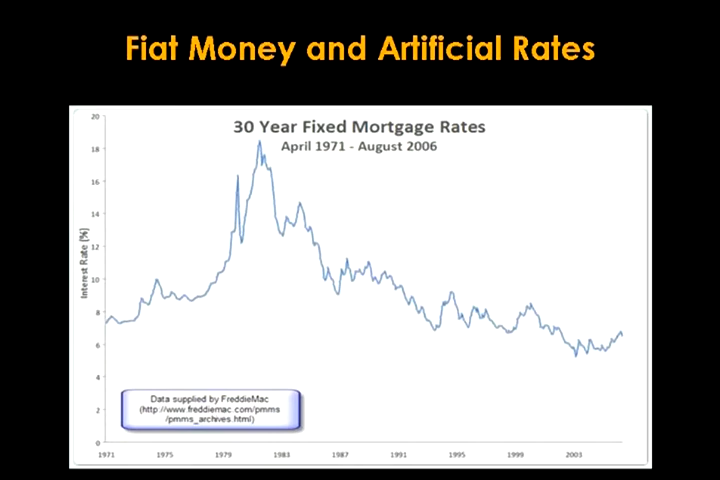 Fiat Money and Artificial Rates
30 Year Fixed Mortgage Rates
April 1971 - August 2006
20
18
16
14
12
10
8
6
4
2
0
Interest Rate [%]
Data supplied by FreddieMac
(http://www.freddiemac.com/pmms
/pmms_archives.html)
1971 1975 1979 1983 1987 1991 1995 1999 2003